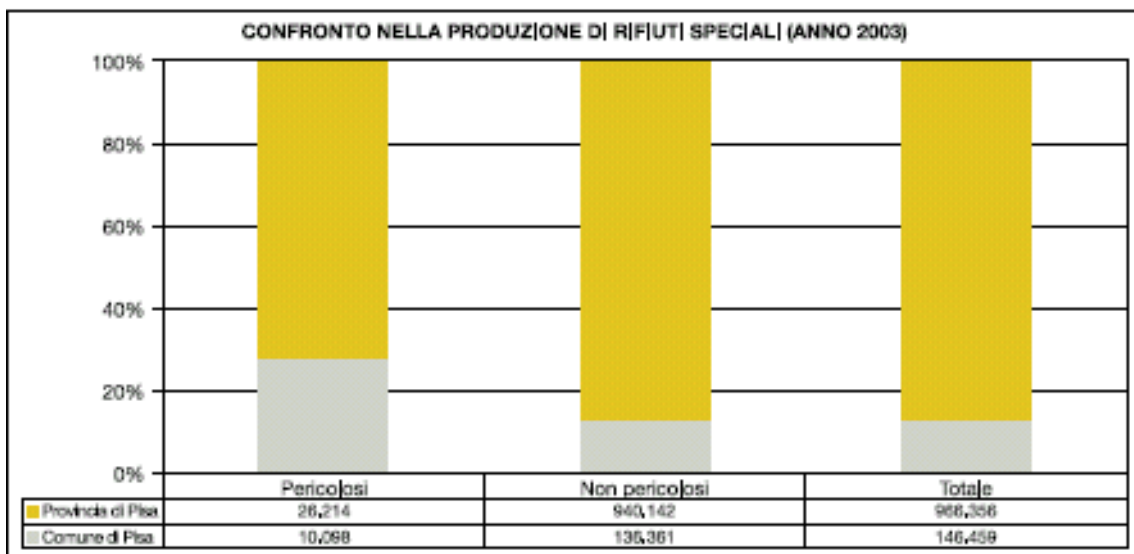 CONFRONTO NELLA PRODUZIONE DI RIFIUTI SPECIALI (ANNO 2003)
100%
80%
60%
40%
20%
0%
Pericolosi Non pericolosi Totale
Provincia di Pisa 26,214 940,142 966,356
Comune di Pisa 10,098 136,361 146,459